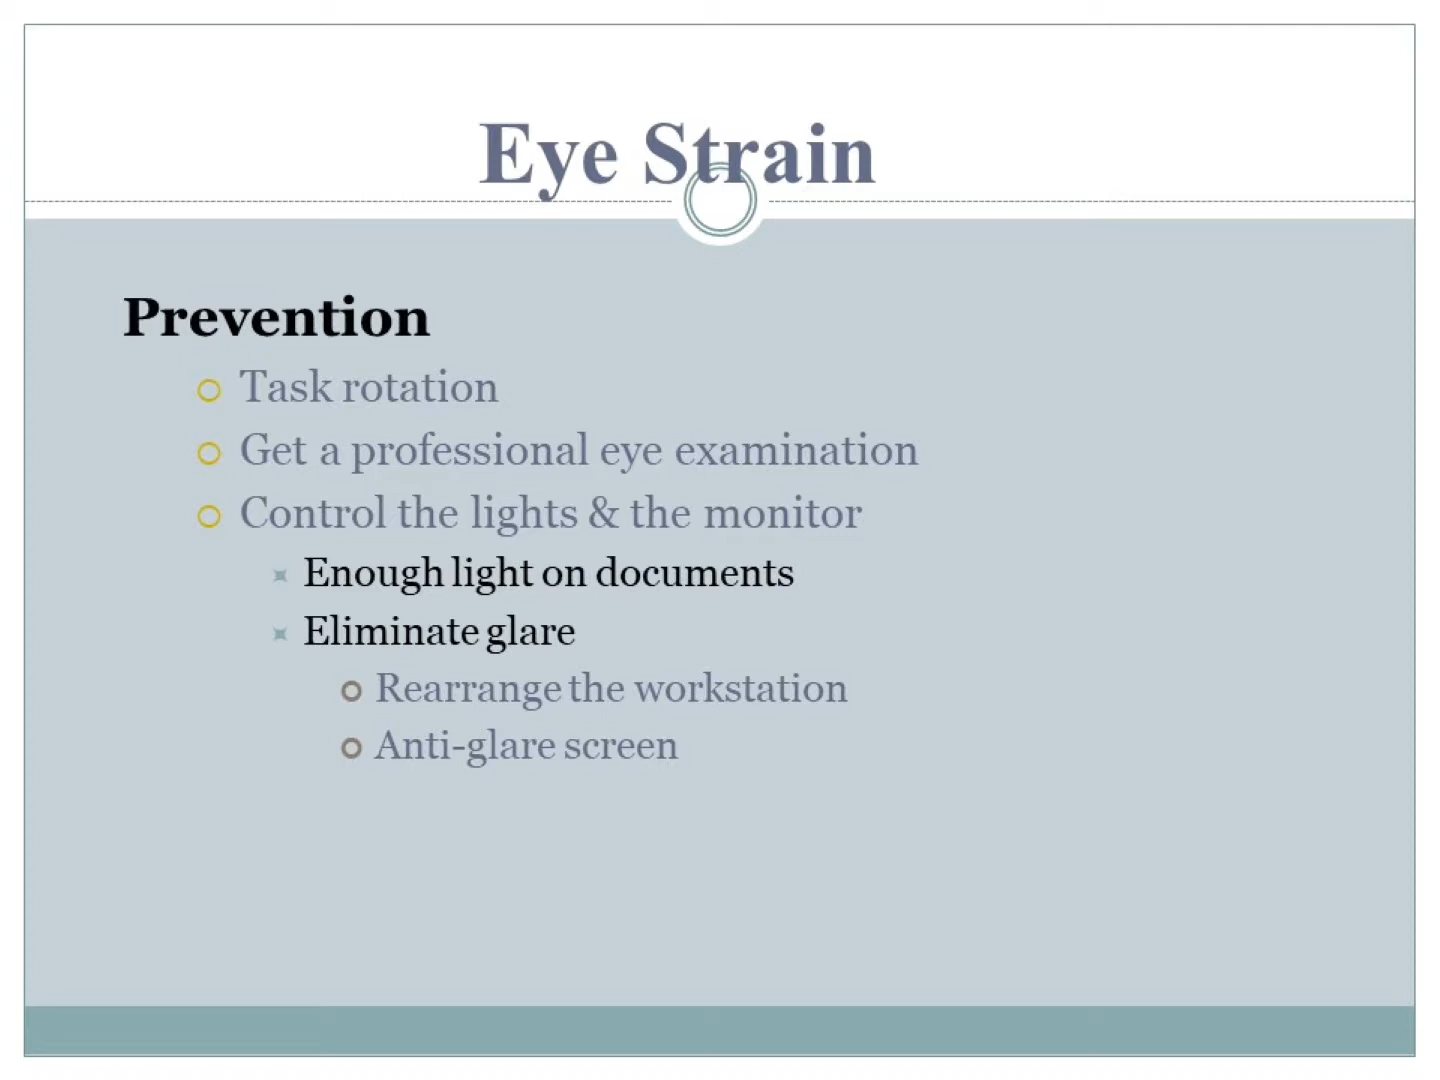 Eye Strain
Prevention
Task rotation
Get a professional eye examination
Control the lights & the monitor
Enough light on documents
Eliminate glare
Rearrange the workstation
Anti-glare screen